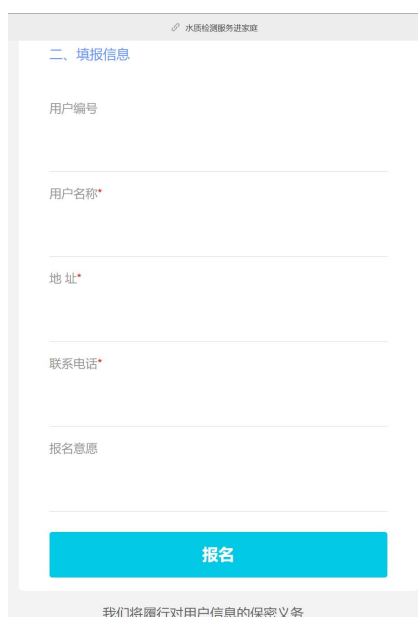 水质检测服务进家庭
二、填报信息
用户编号
用户名称*
地 址*
联系电话*
报名意愿
报名
我们将履行对用户信息的保密义务